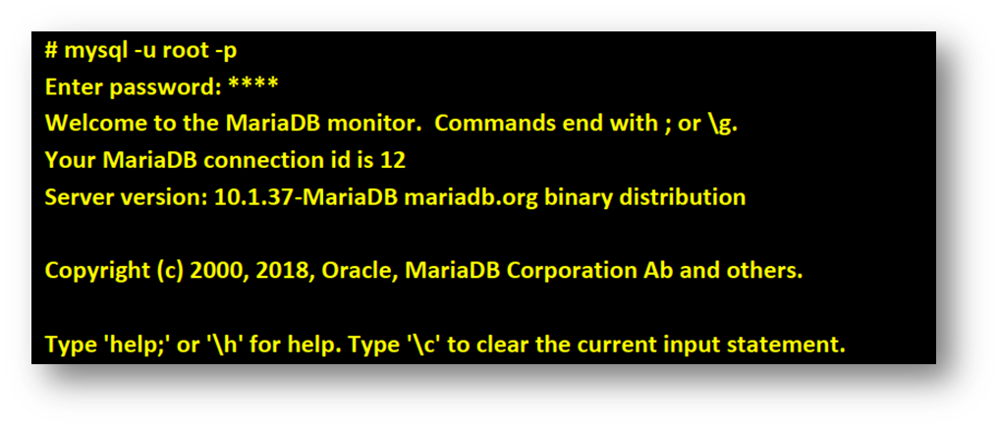 # mysql -u root -p
Enter password: ****
Welcome to the MariaDB monitor.  Commands end with ; or \g.
Your MariaDB connection id is 12
Server version: 10.1.37-MariaDB mariadb.org binary distribution
Copyright (c) 2000, 2018, Oracle, MariaDB Corporation Ab and others.
Type 'help;' or '\h' for help. Type '\c' to clear the current input statement.